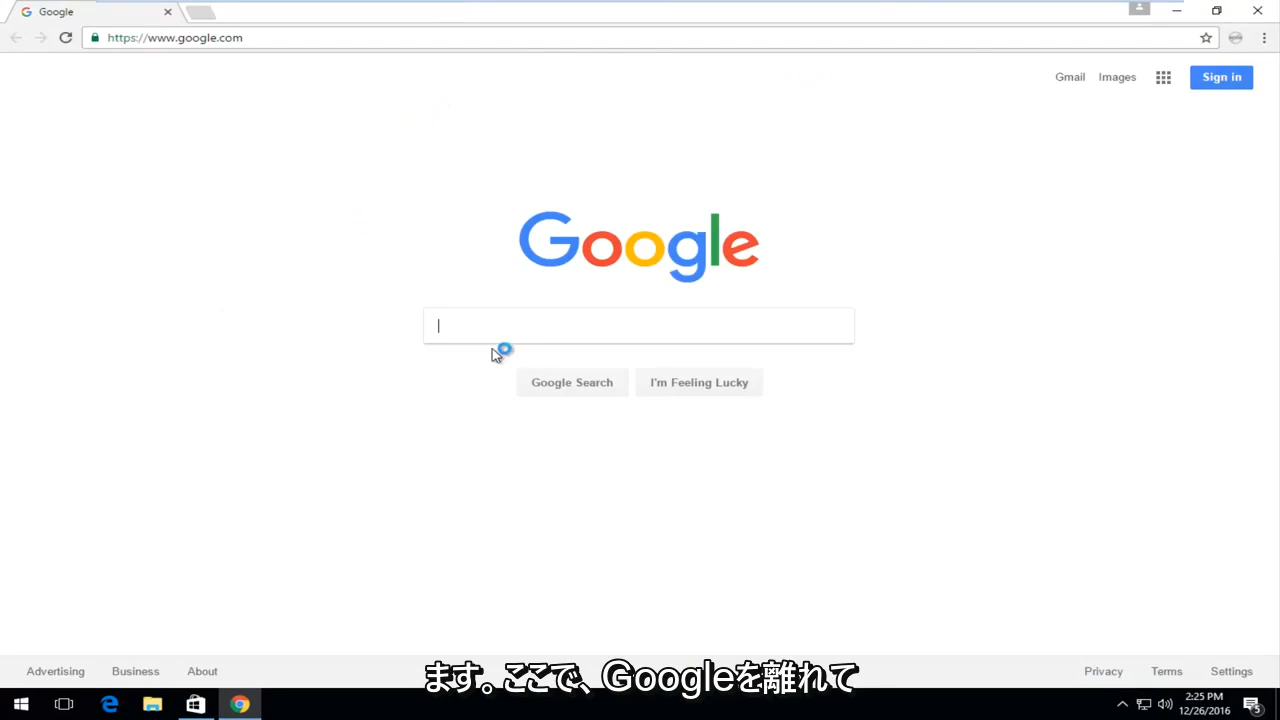 Google
https://www.google.com
Gmail Images Sign in
Google
Google Search I'm Feeling Lucky
Advertising Business About Privacy Terms Settings
ます。ここで、Googleを離れて
2:25 PM
12/26/2016
5